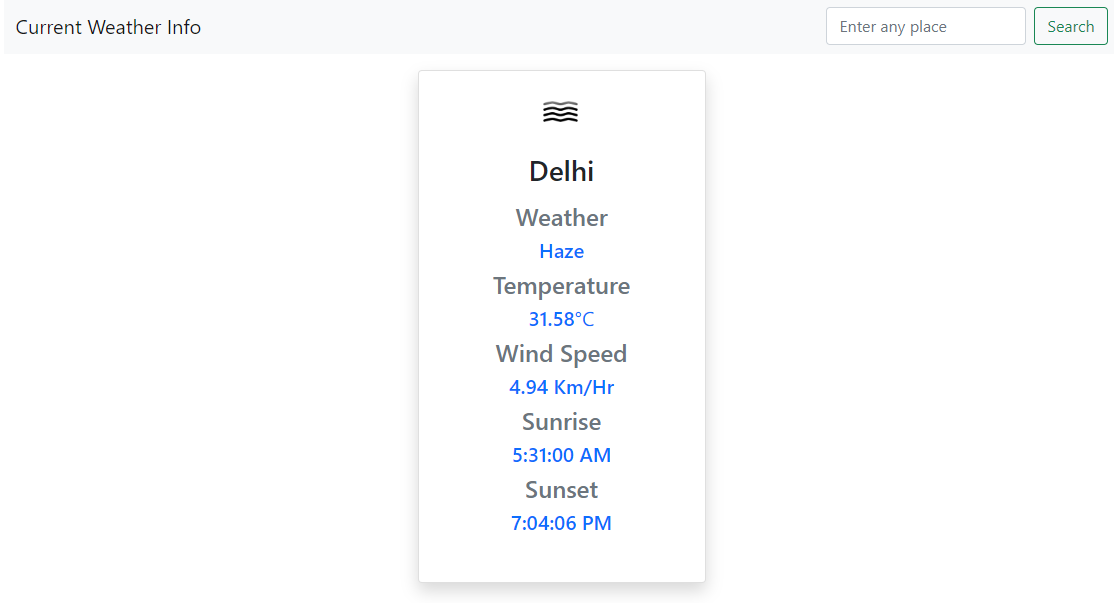 Current Weather Info
Enter any place
Search
Delhi
Weather
Haze
Temperature
31.58°C
Wind Speed
4.94 Km/Hr
Sunrise
5:31:00 AM
Sunset
7:04:06 PM